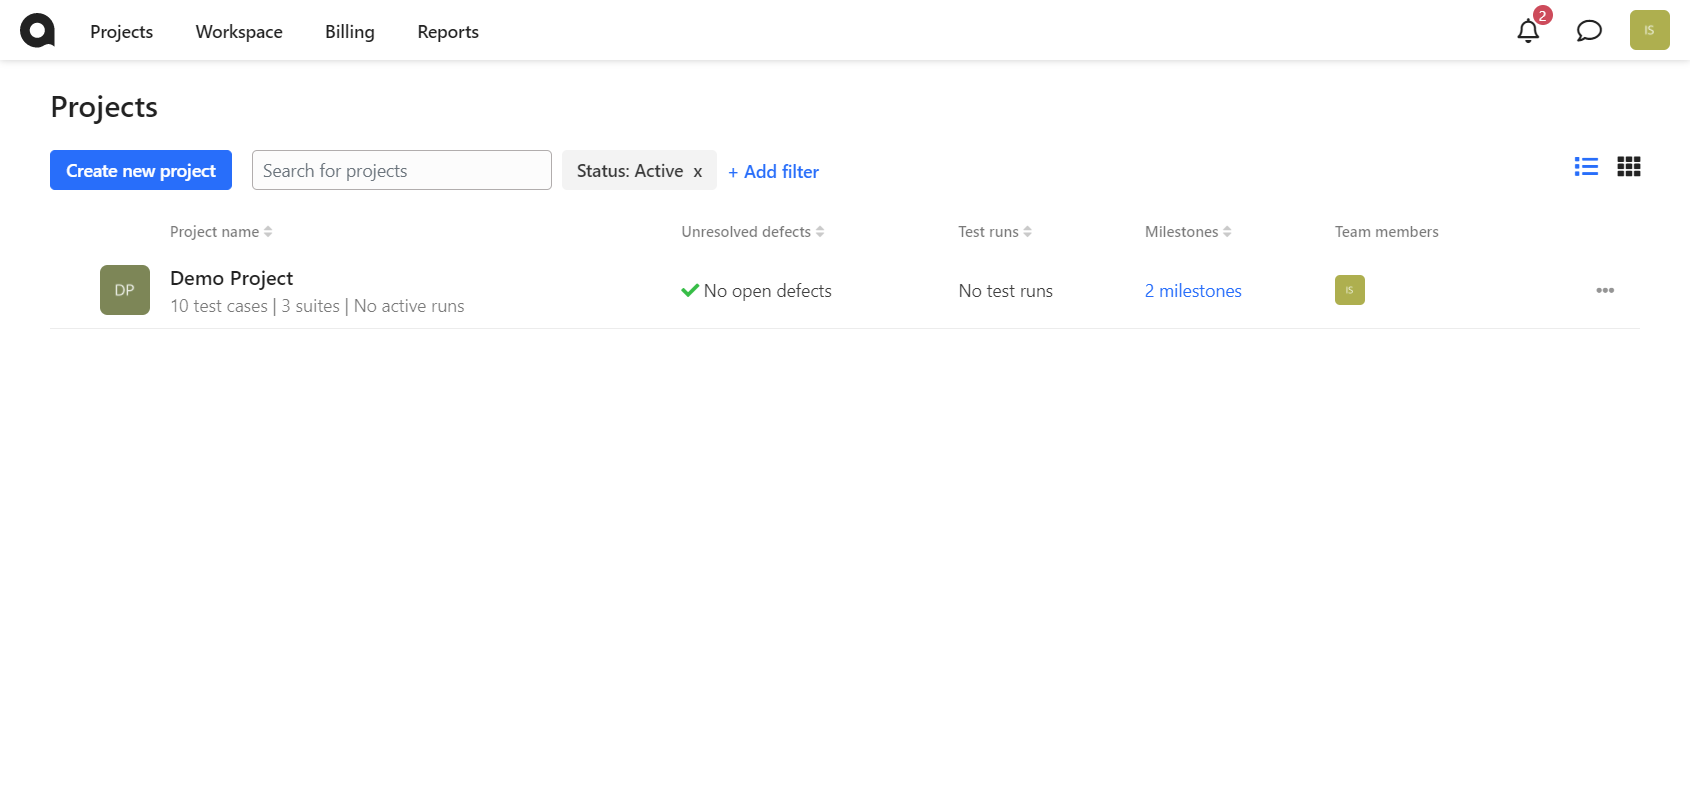 Projects Workspace Billing Reports 2 IS
Projects
Create new project Search for projects Status: Active x + Add filter
Project name Unresolved defects Test runs Milestones Team members
DP Demo Project
10 test cases | 3 suites | No active runs No open defects No test runs 2 milestones IS